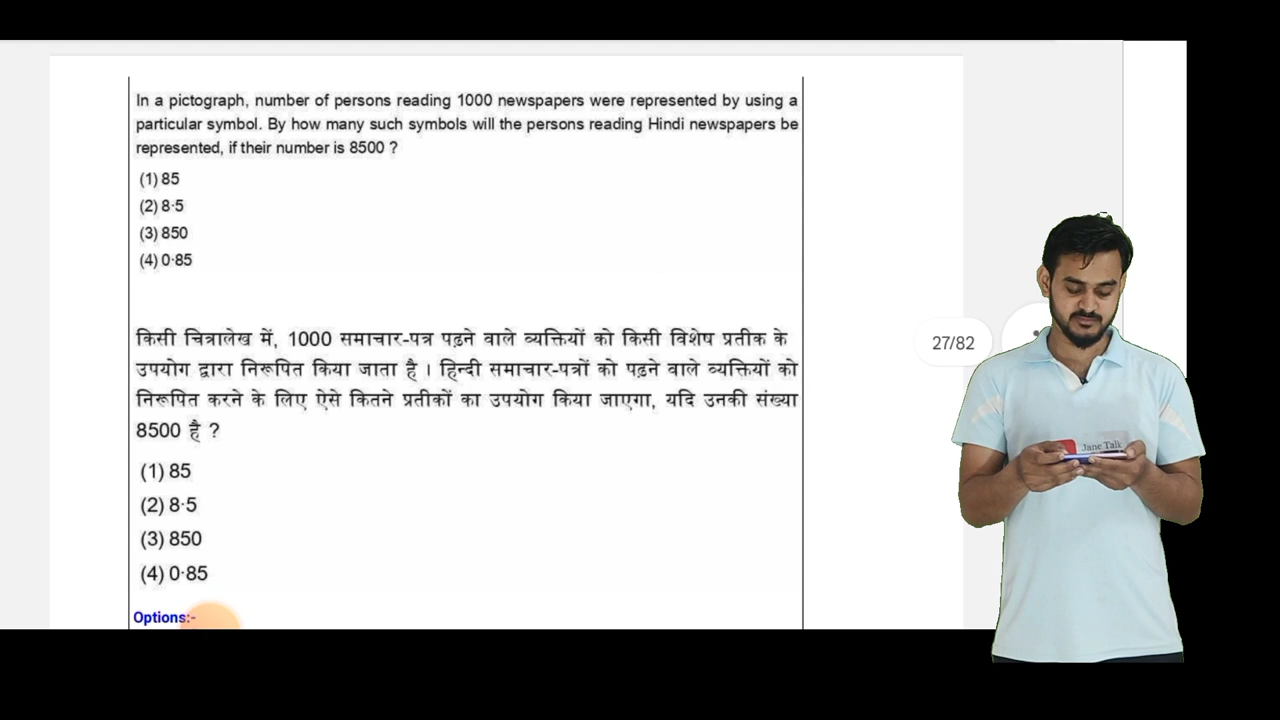 In a pictograph, number of persons reading 1000 newspapers were represented by using a
particular symbol. By how many such symbols will the persons reading Hindi newspapers be
represented, if their number is 8500 ?
(1) 85
(2) 8·5
(3) 850
(4) 0·85
किसी चित्रालेख में, 1000 समाचार-पत्र पढ़ने वाले व्यक्तियों को किसी विशेष प्रतीक के
उपयोग द्वारा निरूपित किया जाता है । हिन्दी समाचार-पत्रों को पढ़ने वाले व्यक्तियों को
निरूपित करने के लिए ऐसे कितने प्रतीकों का उपयोग किया जाएगा, यदि उनकी संख्या
8500 है ?
(1) 85
(2) 8·5
(3) 850
(4) 0·85
Options:-
27/82
Jane Talk